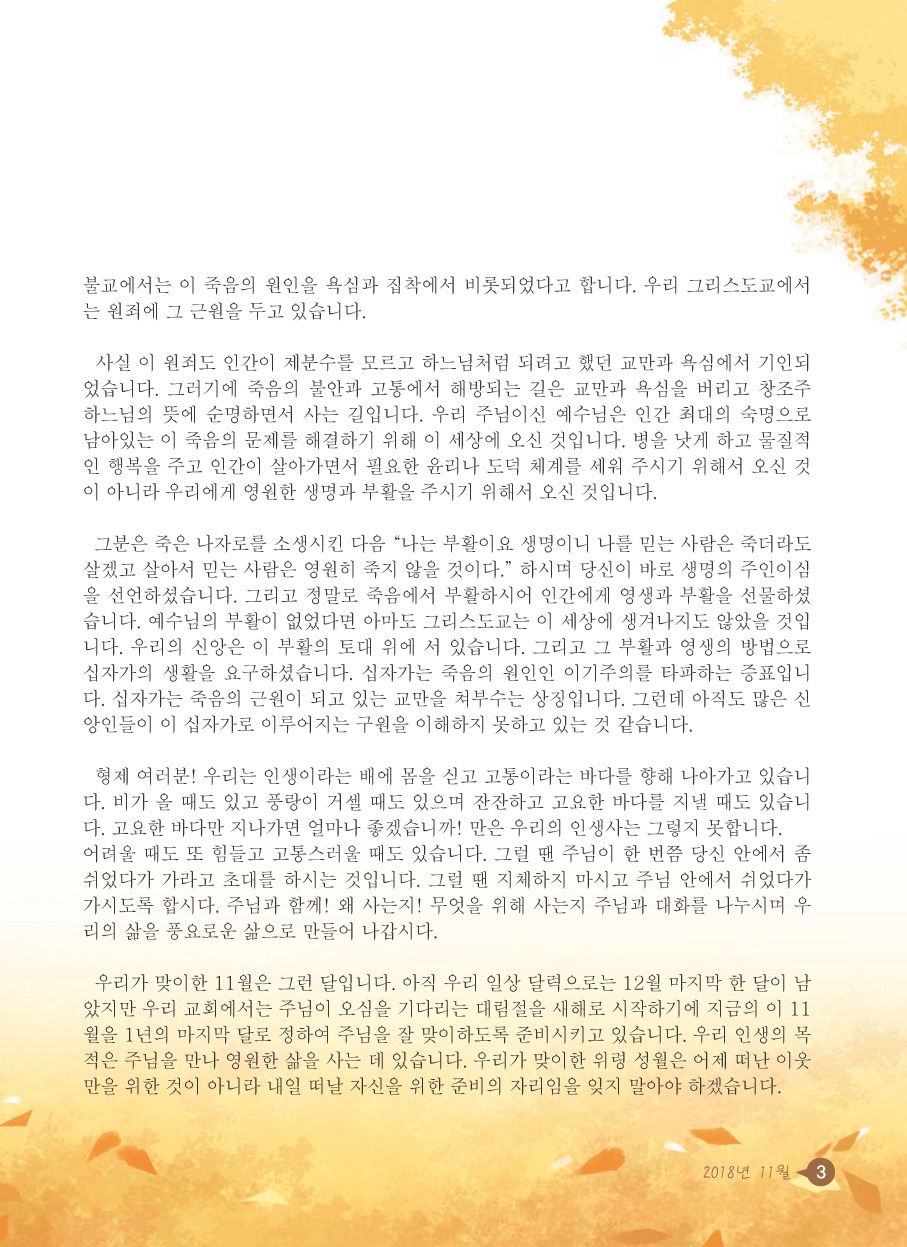 불교에서는 이 죽음의 원인을 욕심과 집착에서 비롯되었다고 합니다. 우리 그리스도교에서
는 원죄에 그 근원을 두고 있습니다.
사실 이 원죄도 인간이 제분수를 모르고 하느님처럼 되려고 했던 교만과 욕심에서 기인되
었습니다. 그러기에 죽음의 불안과 고통에서 해방되는 길은 교만과 욕심을 버리고 창조주
하느님의 뜻에 순명하면서 사는 길입니다. 우리 주님이신 예수님은 인간 최대의 숙명으로
남아있는 이 죽음의 문제를 해결하기 위해 이 세상에 오신 것입니다. 병을 낫게 하고 물질적
인 행복을 주고 인간이 살아가면서 필요한 윤리나 도덕 체계를 세워 주시기 위해서 오신 것
이 아니라 우리에게 영원한 생명과 부활을 주시기 위해서 오신 것입니다.
그분은 죽은 나자로를 소생시킨 다음 “나는 부활이요 생명이니 나를 믿는 사람은 죽더라도
살겠고 살아서 믿는 사람은 영원히 죽지 않을 것이다.” 하시며 당신이 바로 생명의 주인이심
을 선언하셨습니다. 그리고 정말로 죽음에서 부활하시어 인간에게 영생과 부활을 선물하셨
습니다. 예수님의 부활이 없었다면 아마도 그리스도교는 이 세상에 생겨나지도 않았을 것입
니다. 우리의 신앙은 이 부활의 토대 위에 서 있습니다. 그리고 그 부활과 영생의 방법으로
십자가의 생활을 요구하셨습니다. 십자가는 죽음의 원인인 이기주의를 타파하는 증표입니
다. 십자가는 죽음의 근원이 되고 있는 교만을 쳐부수는 상징입니다. 그런데 아직도 많은 신
앙인들이 이 십자가로 이루어지는 구원을 이해하지 못하고 있는 것 같습니다.
형제 여러분! 우리는 인생이라는 배에 몸을 싣고 고통이라는 바다를 향해 나아가고 있습니
다. 비가 올 때도 있고 풍랑이 거셀 때도 있으며 잔잔하고 고요한 바다를 지낼 때도 있습니
다. 고요한 바다만 지나가면 얼마나 좋겠습니까! 만은 우리의 인생사는 그렇지 못합니다.
어려울 때도 또 힘들고 고통스러울 때도 있습니다. 그럴 땐 주님이 한 번쯤 당신 안에서 좀
쉬었다가 가라고 초대를 하시는 것입니다. 그럴 땐 지체하지 마시고 주님 안에서 쉬었다가
가시도록 합시다. 주님과 함께! 왜 사는지! 무엇을 위해 사는지 주님과 대화를 나누시며 우
리의 삶을 풍요로운 삶으로 만들어 나갑시다.
우리가 맞이한 11월은 그런 달입니다. 아직 우리 일상 달력으로는 12월 마지막 한 달이 남
았지만 우리 교회에서는 주님이 오심을 기다리는 대림절을 새해로 시작하기에 지금의 이 11
월을 1년의 마지막 달로 정하여 주님을 잘 맞이하도록 준비시키고 있습니다. 우리 인생의 목
적은 주님을 만나 영원한 삶을 사는 데 있습니다. 우리가 맞이한 위령 성월은 어제 떠난 이웃
만을 위한 것이 아니라 내일 떠날 자신을 위한 준비의 자리임을 잊지 말아야 하겠습니다.
2018년 11월 3